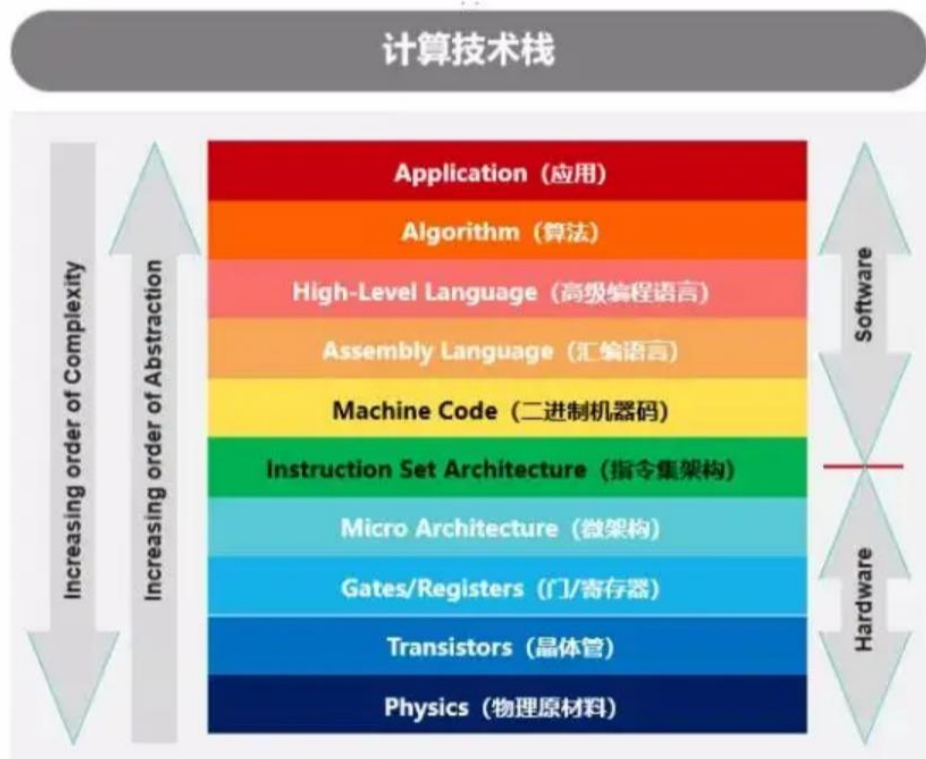 计算技术栈
Increasing order of Complexity
Increasing order of Abstraction
Application（应用）
Algorithm（算法）
High-Level Language（高级编程语言）
Assembly Language（汇编语言）
Machine Code（二进制机器码）
Instruction Set Architecture（指令集架构）
Micro Architecture（微架构）
Gates/Registers（门/寄存器）
Transistors（晶体管）
Physics（物理原材料）
Software
Hardware